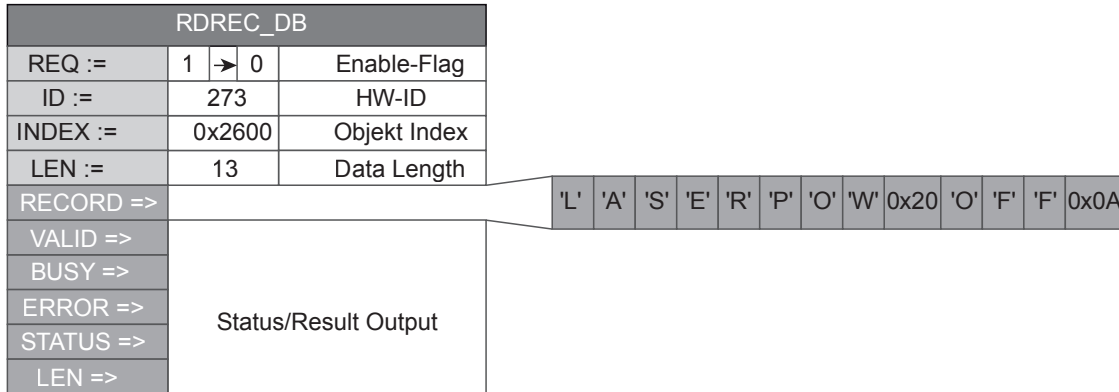 RDREC_DB
REQ := 1 → 0 Enable-Flag
ID := 273 HW-ID
INDEX := 0x2600 Objekt Index
LEN := 13 Data Length
RECORD => 'L' 'A' 'S' 'E' 'R' 'P' 'O' 'W' 0x20 'O' 'F' 'F' 0x0A
VALID =>
BUSY =>
ERROR =>
STATUS =>
LEN =>
Status/Result Output